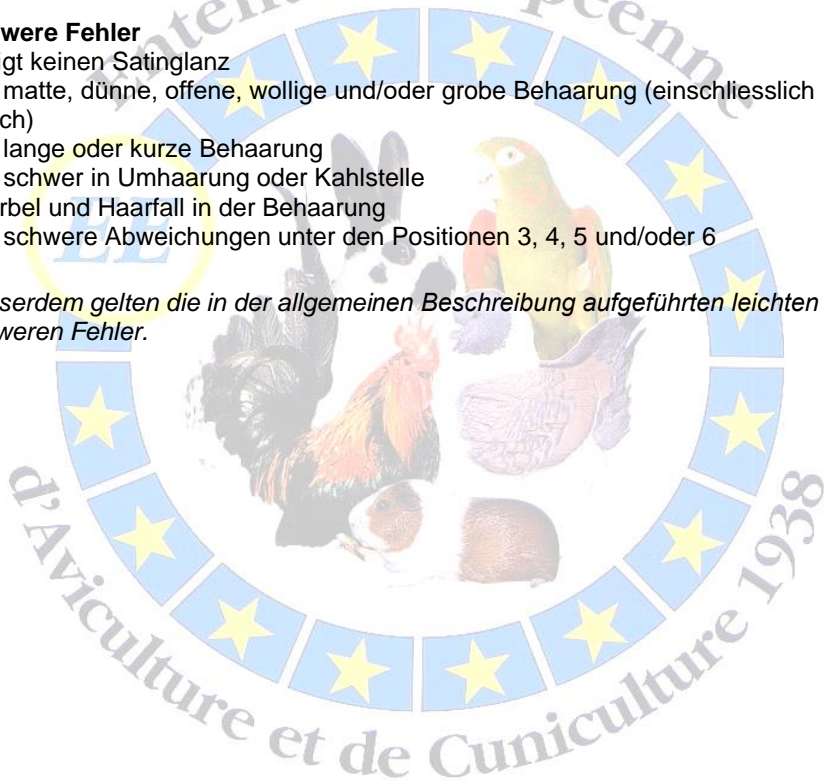 were Fehler
igt keinen Satinglanz
matte, dünne, offene, wollige und/oder grobe Behaarung (einschliesslich
ch)
lange oder kurze Behaarung
schwer in Umhaarung oder Kahlstelle
rbel und Haarfall in der Behaarung
schwere Abweichungen unter den Positionen 3, 4, 5 und/oder 6
serdem gelten die in der allgemeinen Beschreibung aufgeführten leichten
weren Fehler.
EE
d'Aviculture et de Cuniculture 1938